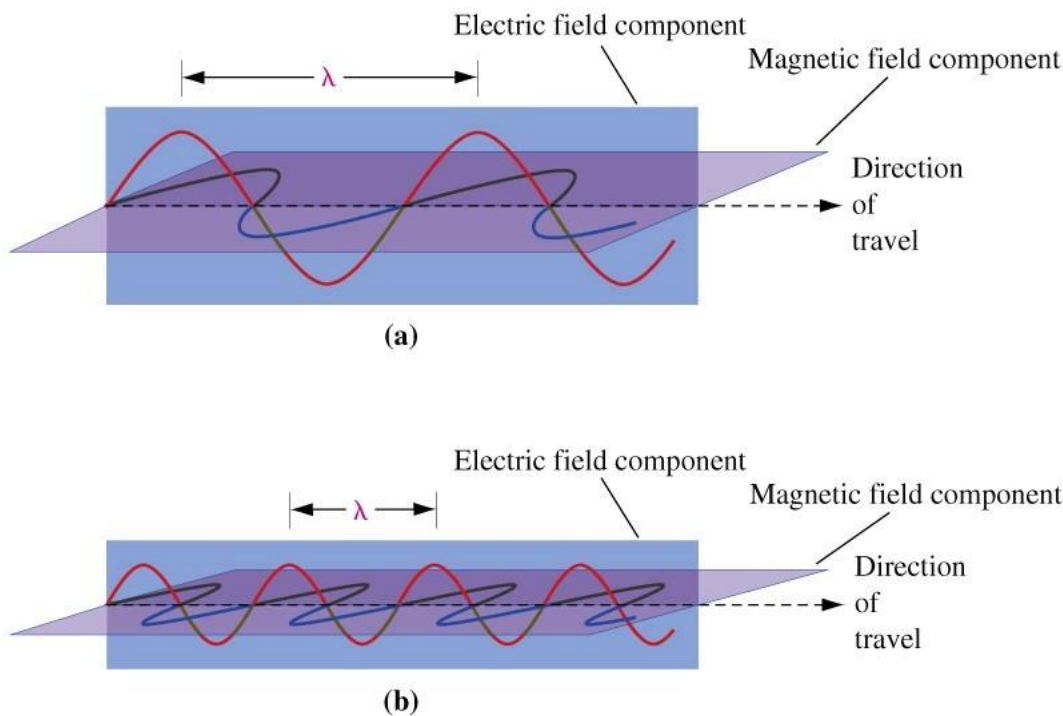 Electric field component
Magnetic field component
λ
Direction
of
travel
(a)
Electric field component
Magnetic field component
λ
Direction
of
travel
(b)